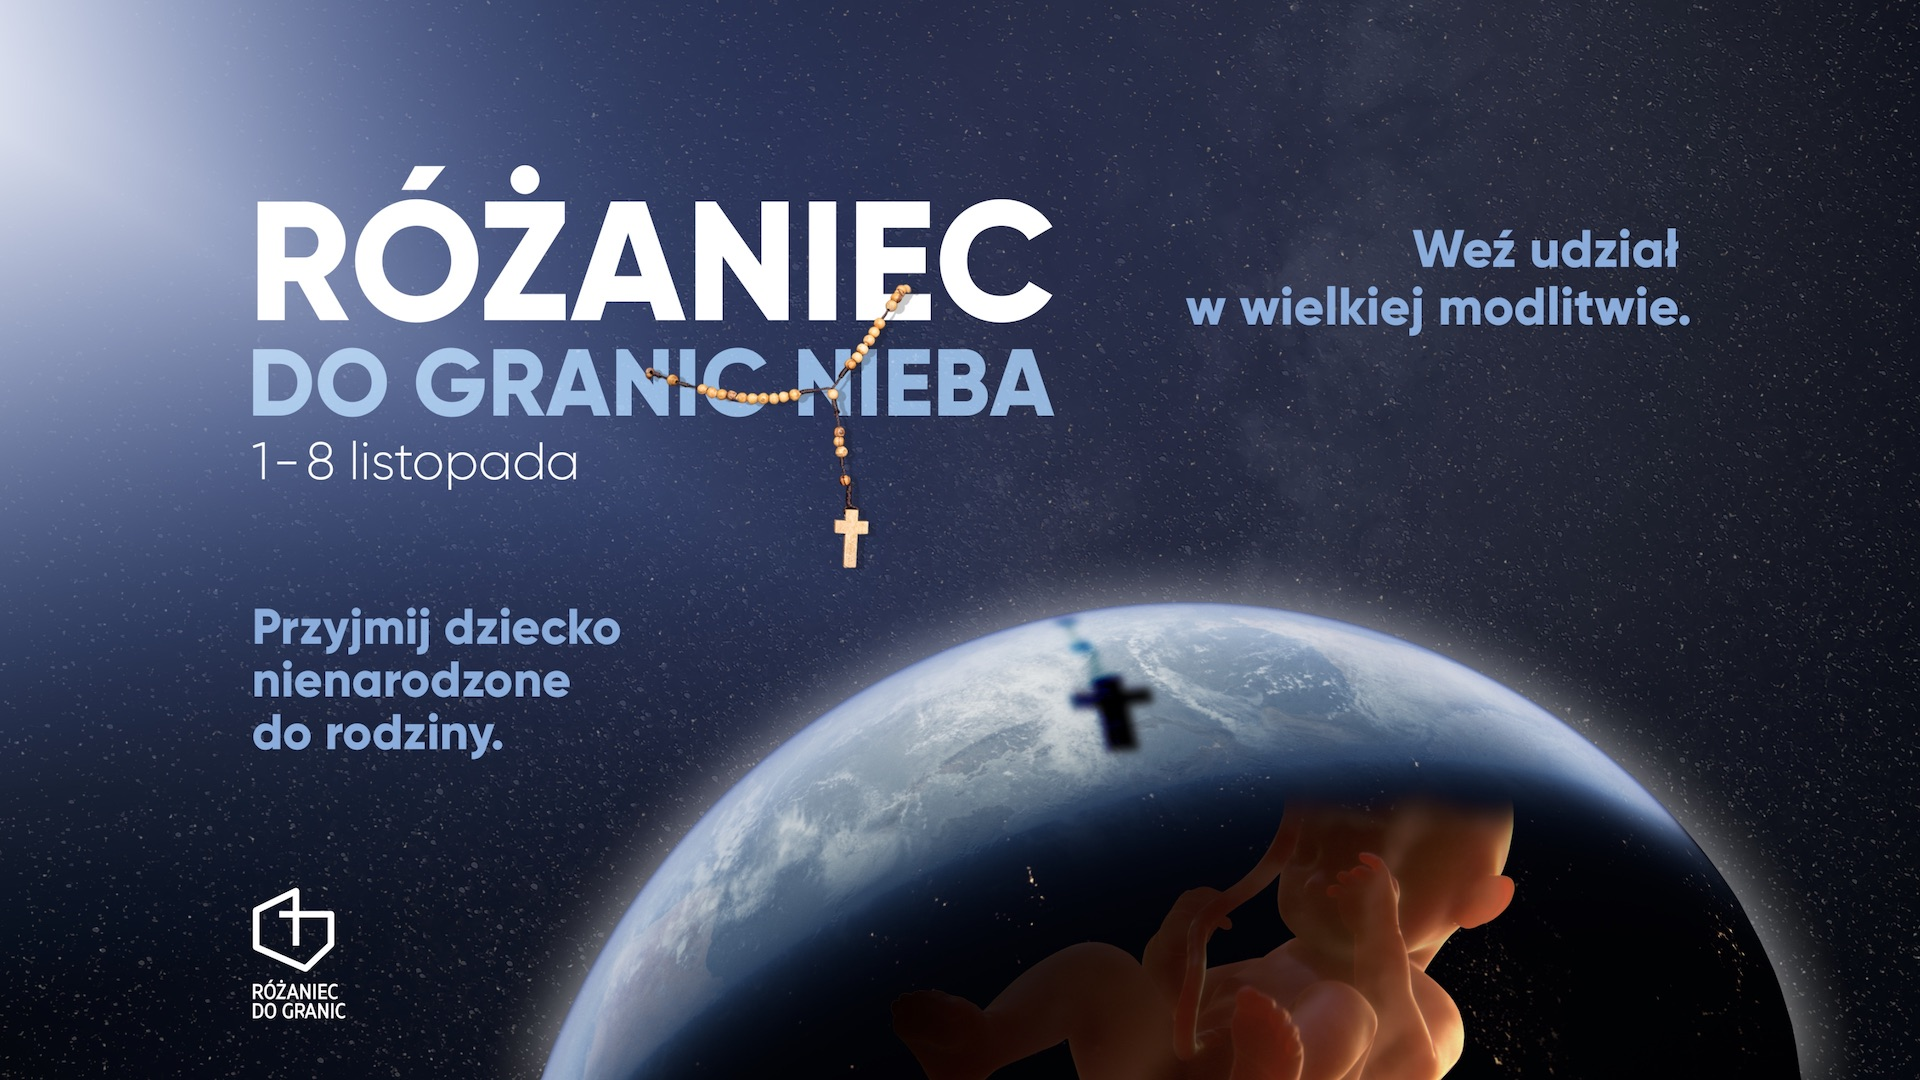 RÓŻANIEC
DO GRANIC NIEBA
1-8 listopada
Weź udział
w wielkiej modlitwie.
Przyjmij dziecko
nienarodzone
do rodziny.
RÓŻANIEC
DO GRANIC